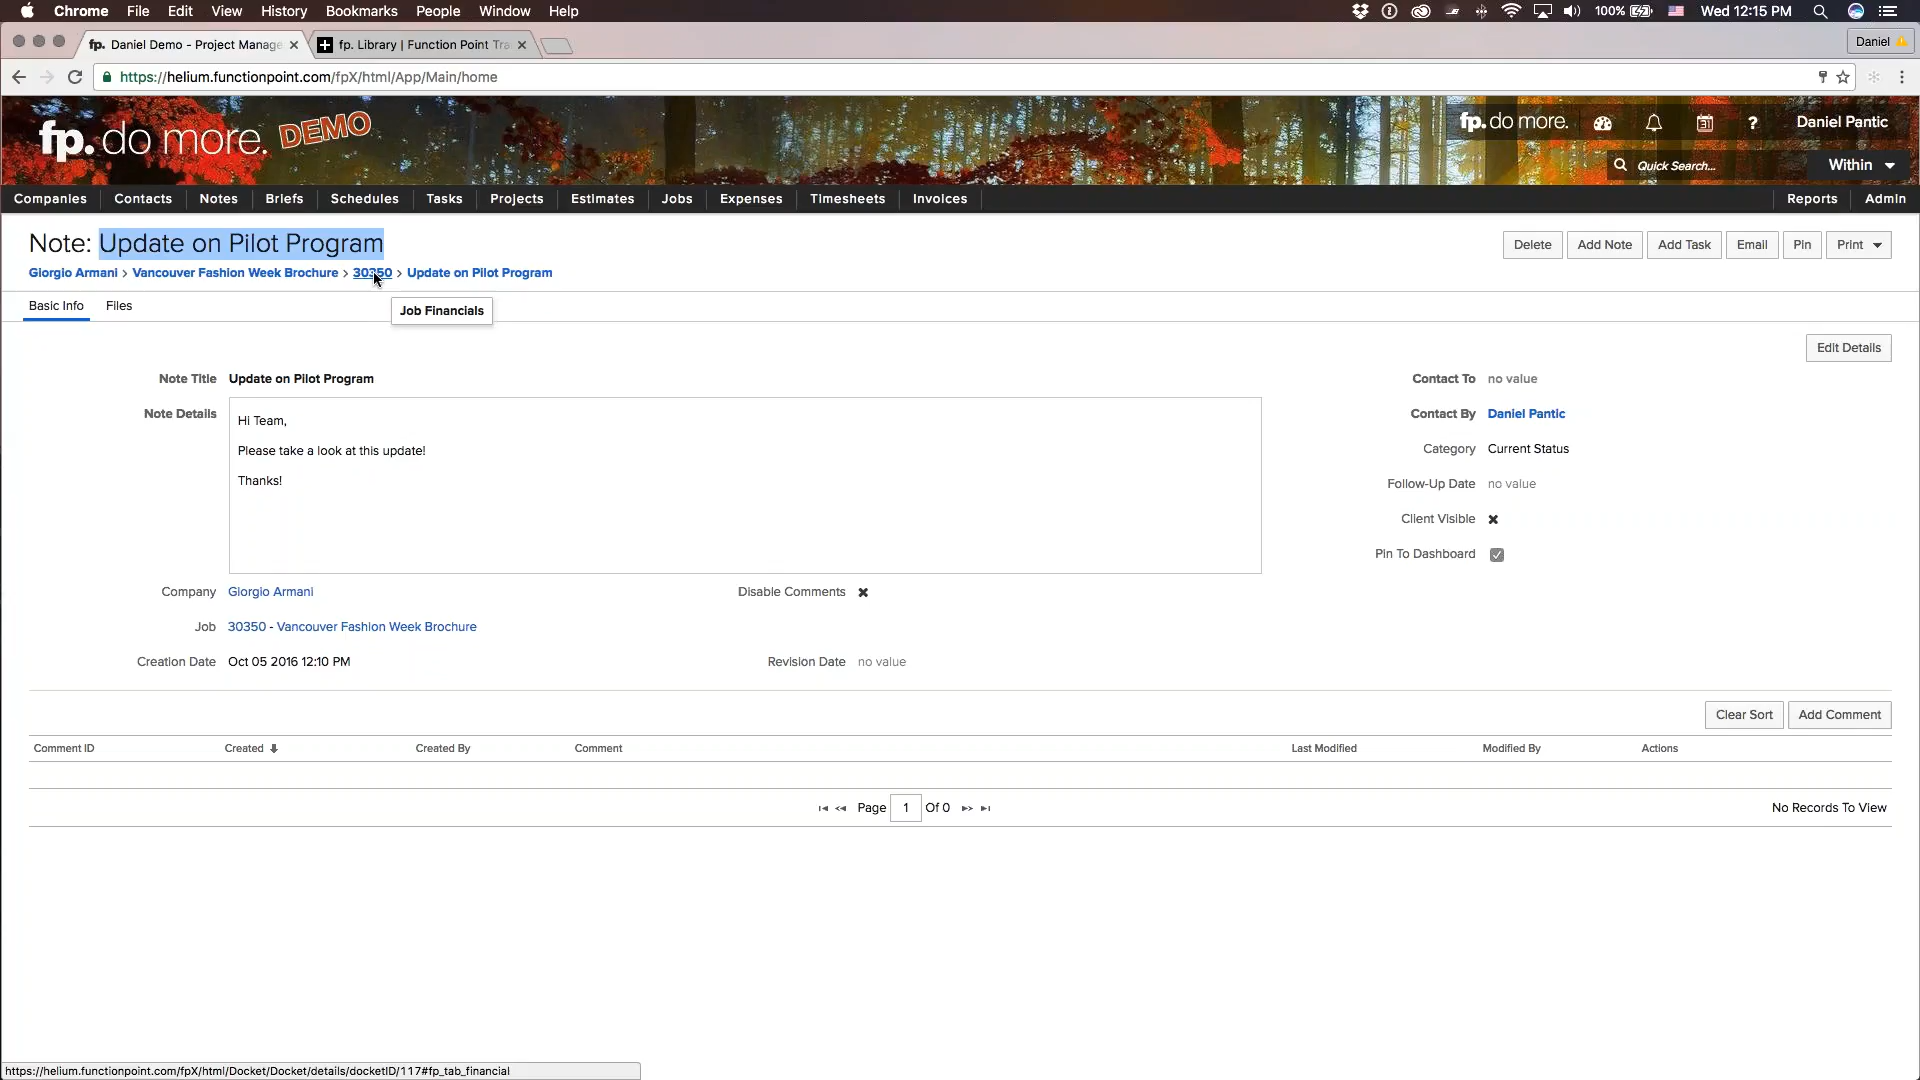 Chrome File Edit View History Bookmarks People Window Help 100% Wed 12:15 PM
fp. Daniel Demo - Project Manage fp. Library | Function Point Tra Daniel
https://helium.functionpoint.com/fpX/html/App/Main/home
fp. do more. DEMO
fp. do more. ? Daniel Pantic
Quick Search... Within
Companies Contacts Notes Briefs Schedules Tasks Projects Estimates Jobs Expenses Timesheets Invoices Reports Admin
Note: Update on Pilot Program
Delete Add Note Add Task Email Pin Print
Giorgio Armani > Vancouver Fashion Week Brochure > 30350 > Update on Pilot Program
Basic Info Files
Job Financials
Edit Details
Note Title Update on Pilot Program
Contact To no value
Note Details
Hi Team,
Please take a look at this update!
Thanks!
Contact By Daniel Pantic
Category Current Status
Follow-Up Date no value
Client Visible
Pin To Dashboard
Company Giorgio Armani Disable Comments
Job 30350 - Vancouver Fashion Week Brochure
Creation Date Oct 05 2016 12:10 PM Revision Date no value
Clear Sort Add Comment
Comment ID Created Created By Comment Last Modified Modified By Actions
Page 1 Of 0 No Records To View
https://helium.functionpoint.com/fpX/html/Docket/Docket/details/docketID/117#fp_tab_financial